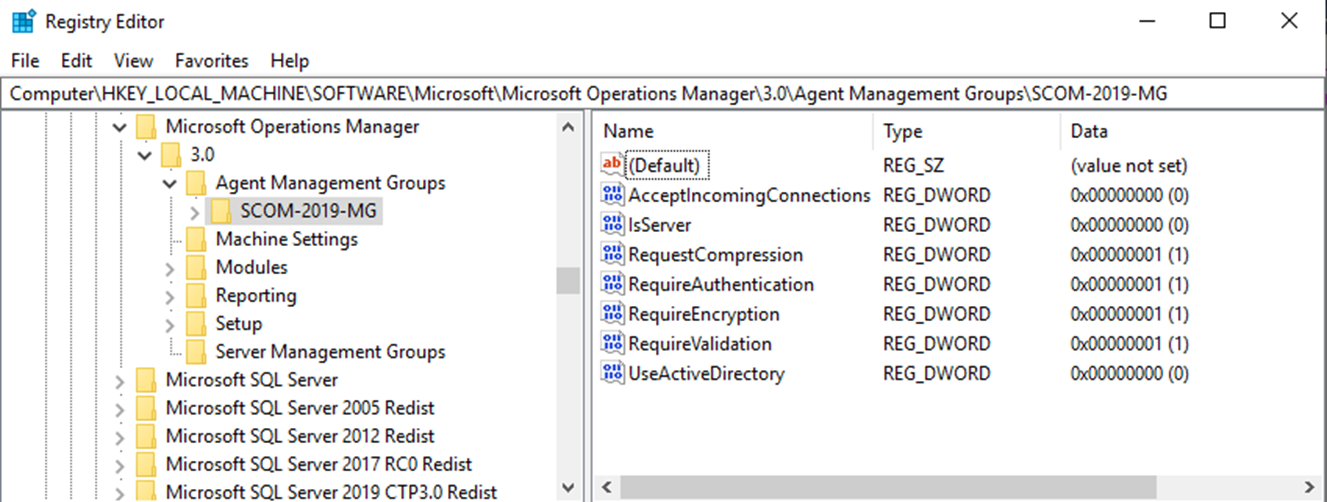 Registry Editor
File Edit View Favorites Help
Computer\HKEY_LOCAL_MACHINE\SOFTWARE\Microsoft\Microsoft Operations Manager\3.0\Agent Management Groups\SCOM-2019-MG
Microsoft Operations Manager
3.0
Agent Management Groups
SCOM-2019-MG
Machine Settings
Modules
Reporting
Setup
Server Management Groups
Microsoft SQL Server
Microsoft SQL Server 2005 Redist
Microsoft SQL Server 2012 Redist
Microsoft SQL Server 2017 RC0 Redist
Microsoft SQL Server 2019 CTP3.0 Redist
Name Type Data
(Default) REG_SZ (value not set)
AcceptIncomingConnections REG_DWORD 0x00000000 (0)
IsServer REG_DWORD 0x00000000 (0)
RequestCompression REG_DWORD 0x00000001 (1)
RequireAuthentication REG_DWORD 0x00000001 (1)
RequireEncryption REG_DWORD 0x00000001 (1)
RequireValidation REG_DWORD 0x00000001 (1)
UseActiveDirectory REG_DWORD 0x00000000 (0)